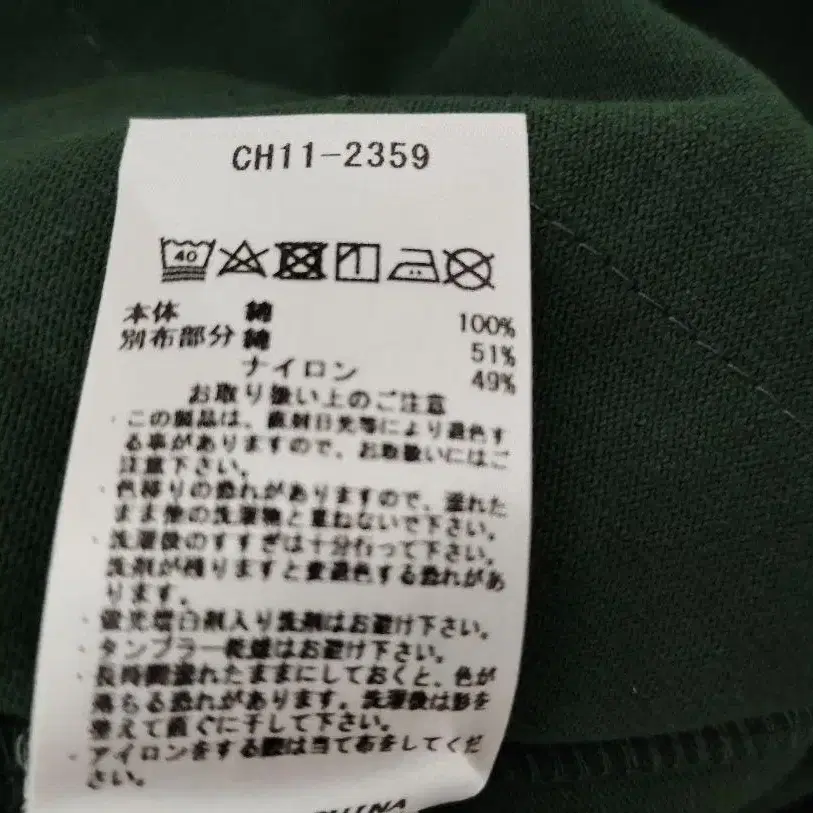 CH11-2359
40
本体 綿 100%
別布部分 綿 51%
ナイロン 49%
お取り扱い上のご注意
・この製品は、直射日光等により退色す
る事がありますので、お取扱いにはご
注意下さい。
・色移りの恐れがありますので、濡れた
まま他の洗濯物と重ねないで下さい。
・洗濯後のすすぎは十分行って下さい。
洗剤が残りますと変退色する恐れがあ
ります。
・蛍光増白剤入り洗剤はお避け下さい。
・タンブラー乾燥はお避け下さい。
・長時間濡れたままにしておくと、色が
落ちる恐れがあります。洗濯後は形を
整えて直ぐに干して下さい。
・アイロンをする際は当て布をしてくだ
さい。
CHINA